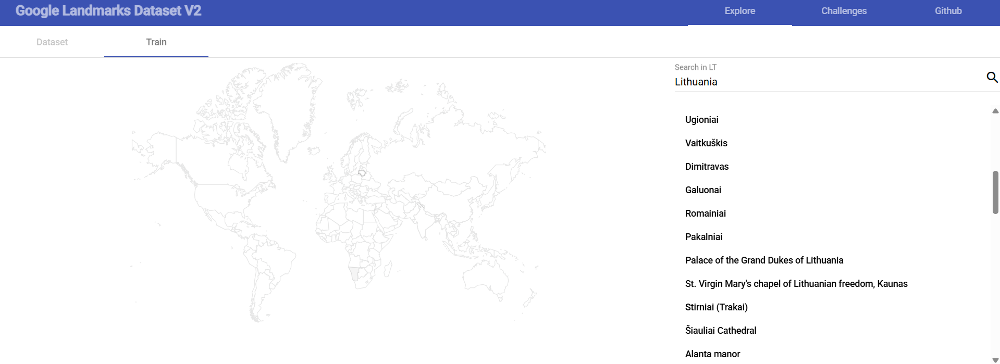 Google Landmarks Dataset V2
Explore
Challenges
Github
Dataset
Train
Search in LT
Lithuania
Ugioniai
Vaitkuškis
Dimitravas
Galuonai
Romainiai
Pakalniai
Palace of the Grand Dukes of Lithuania
St. Virgin Mary's chapel of Lithuanian freedom, Kaunas
Stirniai (Trakai)
Šiauliai Cathedral
Alanta manor